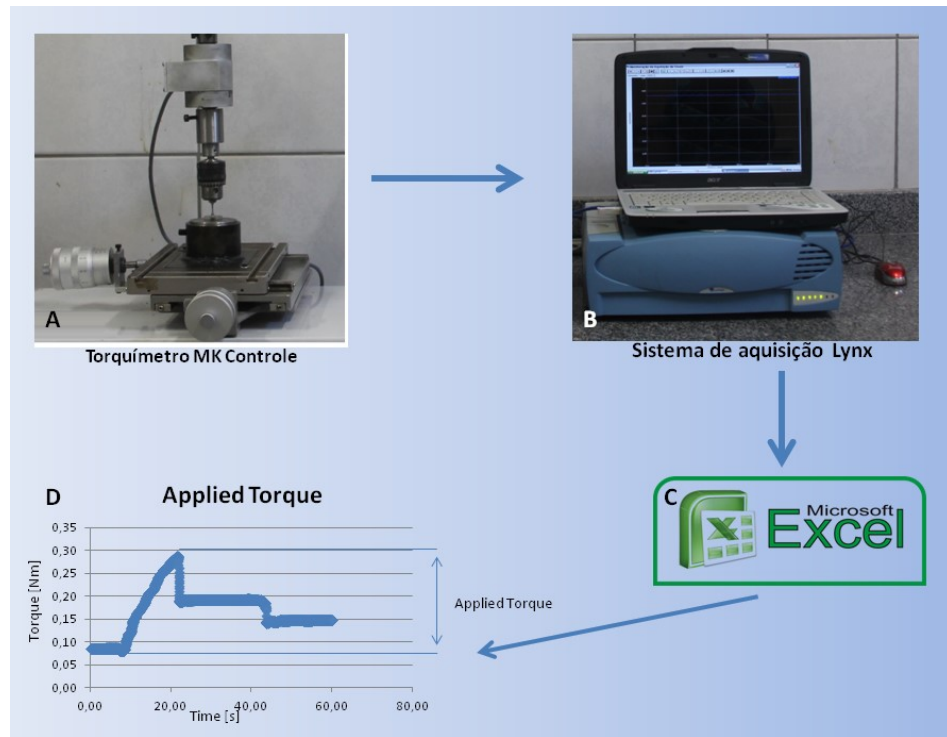 A
Torquímetro MK Controle
B
Sistema de aquisição Lynx
C
Microsoft
Excel
D
Applied Torque
0,35
0,30
0,25
0,20
0,15
0,10
0,05
0,00
Torque [Nm]
0,00 20,00 40,00 60,00 80,00
Time [s]
Applied Torque